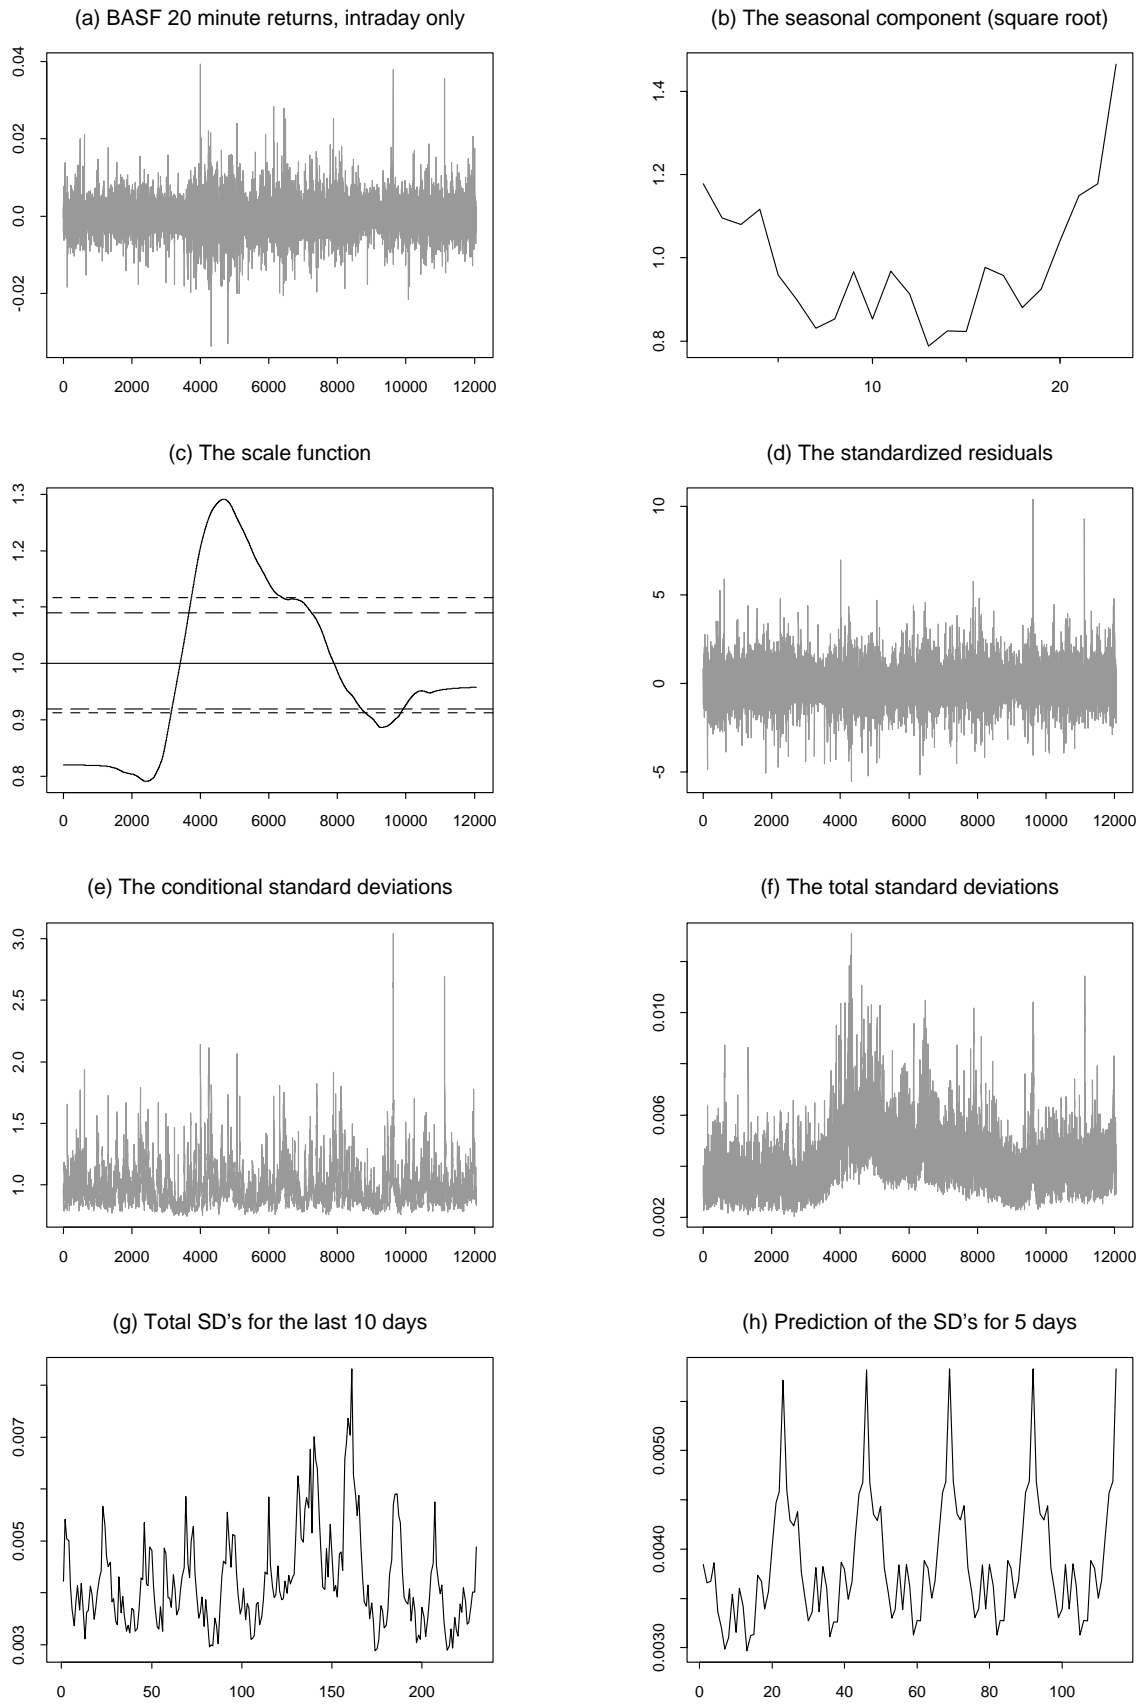 (a) BASF 20 minute returns, intraday only
0.04
0.02
0.0
-0.02
0 2000 4000 6000 8000 10000 12000
(b) The seasonal component (square root)
1.4
1.2
1.0
0.8
10 20
(c) The scale function
1.3
1.2
1.1
1.0
0.9
0.8
0 2000 4000 6000 8000 10000 12000
(d) The standardized residuals
10
5
0
-5
0 2000 4000 6000 8000 10000 12000
(e) The conditional standard deviations
3.0
2.5
2.0
1.5
1.0
0 2000 4000 6000 8000 10000 12000
(f) The total standard deviations
0.010
0.006
0.002
0 2000 4000 6000 8000 10000 12000
(g) Total SD's for the last 10 days
0.007
0.005
0.003
0 50 100 150 200
(h) Prediction of the SD's for 5 days
0.0050
0.0040
0.0030
0 20 40 60 80 100